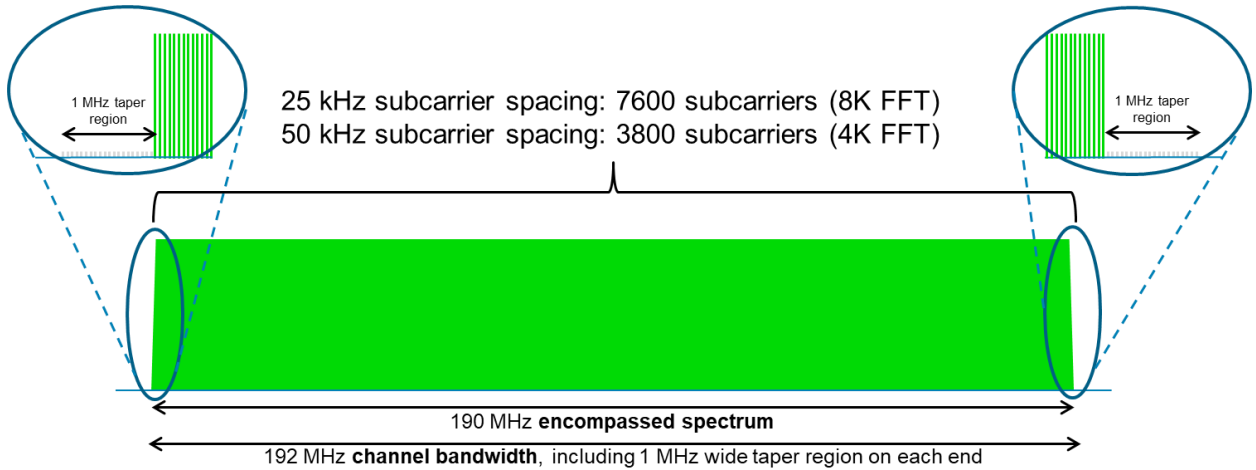 1 MHz taper
region
25 kHz subcarrier spacing: 7600 subcarriers (8K FFT)
50 kHz subcarrier spacing: 3800 subcarriers (4K FFT)
1 MHz taper
region
190 MHz encompassed spectrum
192 MHz channel bandwidth, including 1 MHz wide taper region on each end